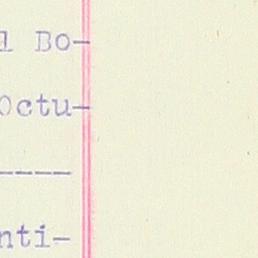 l Bo-
Octu-
-----
nti-